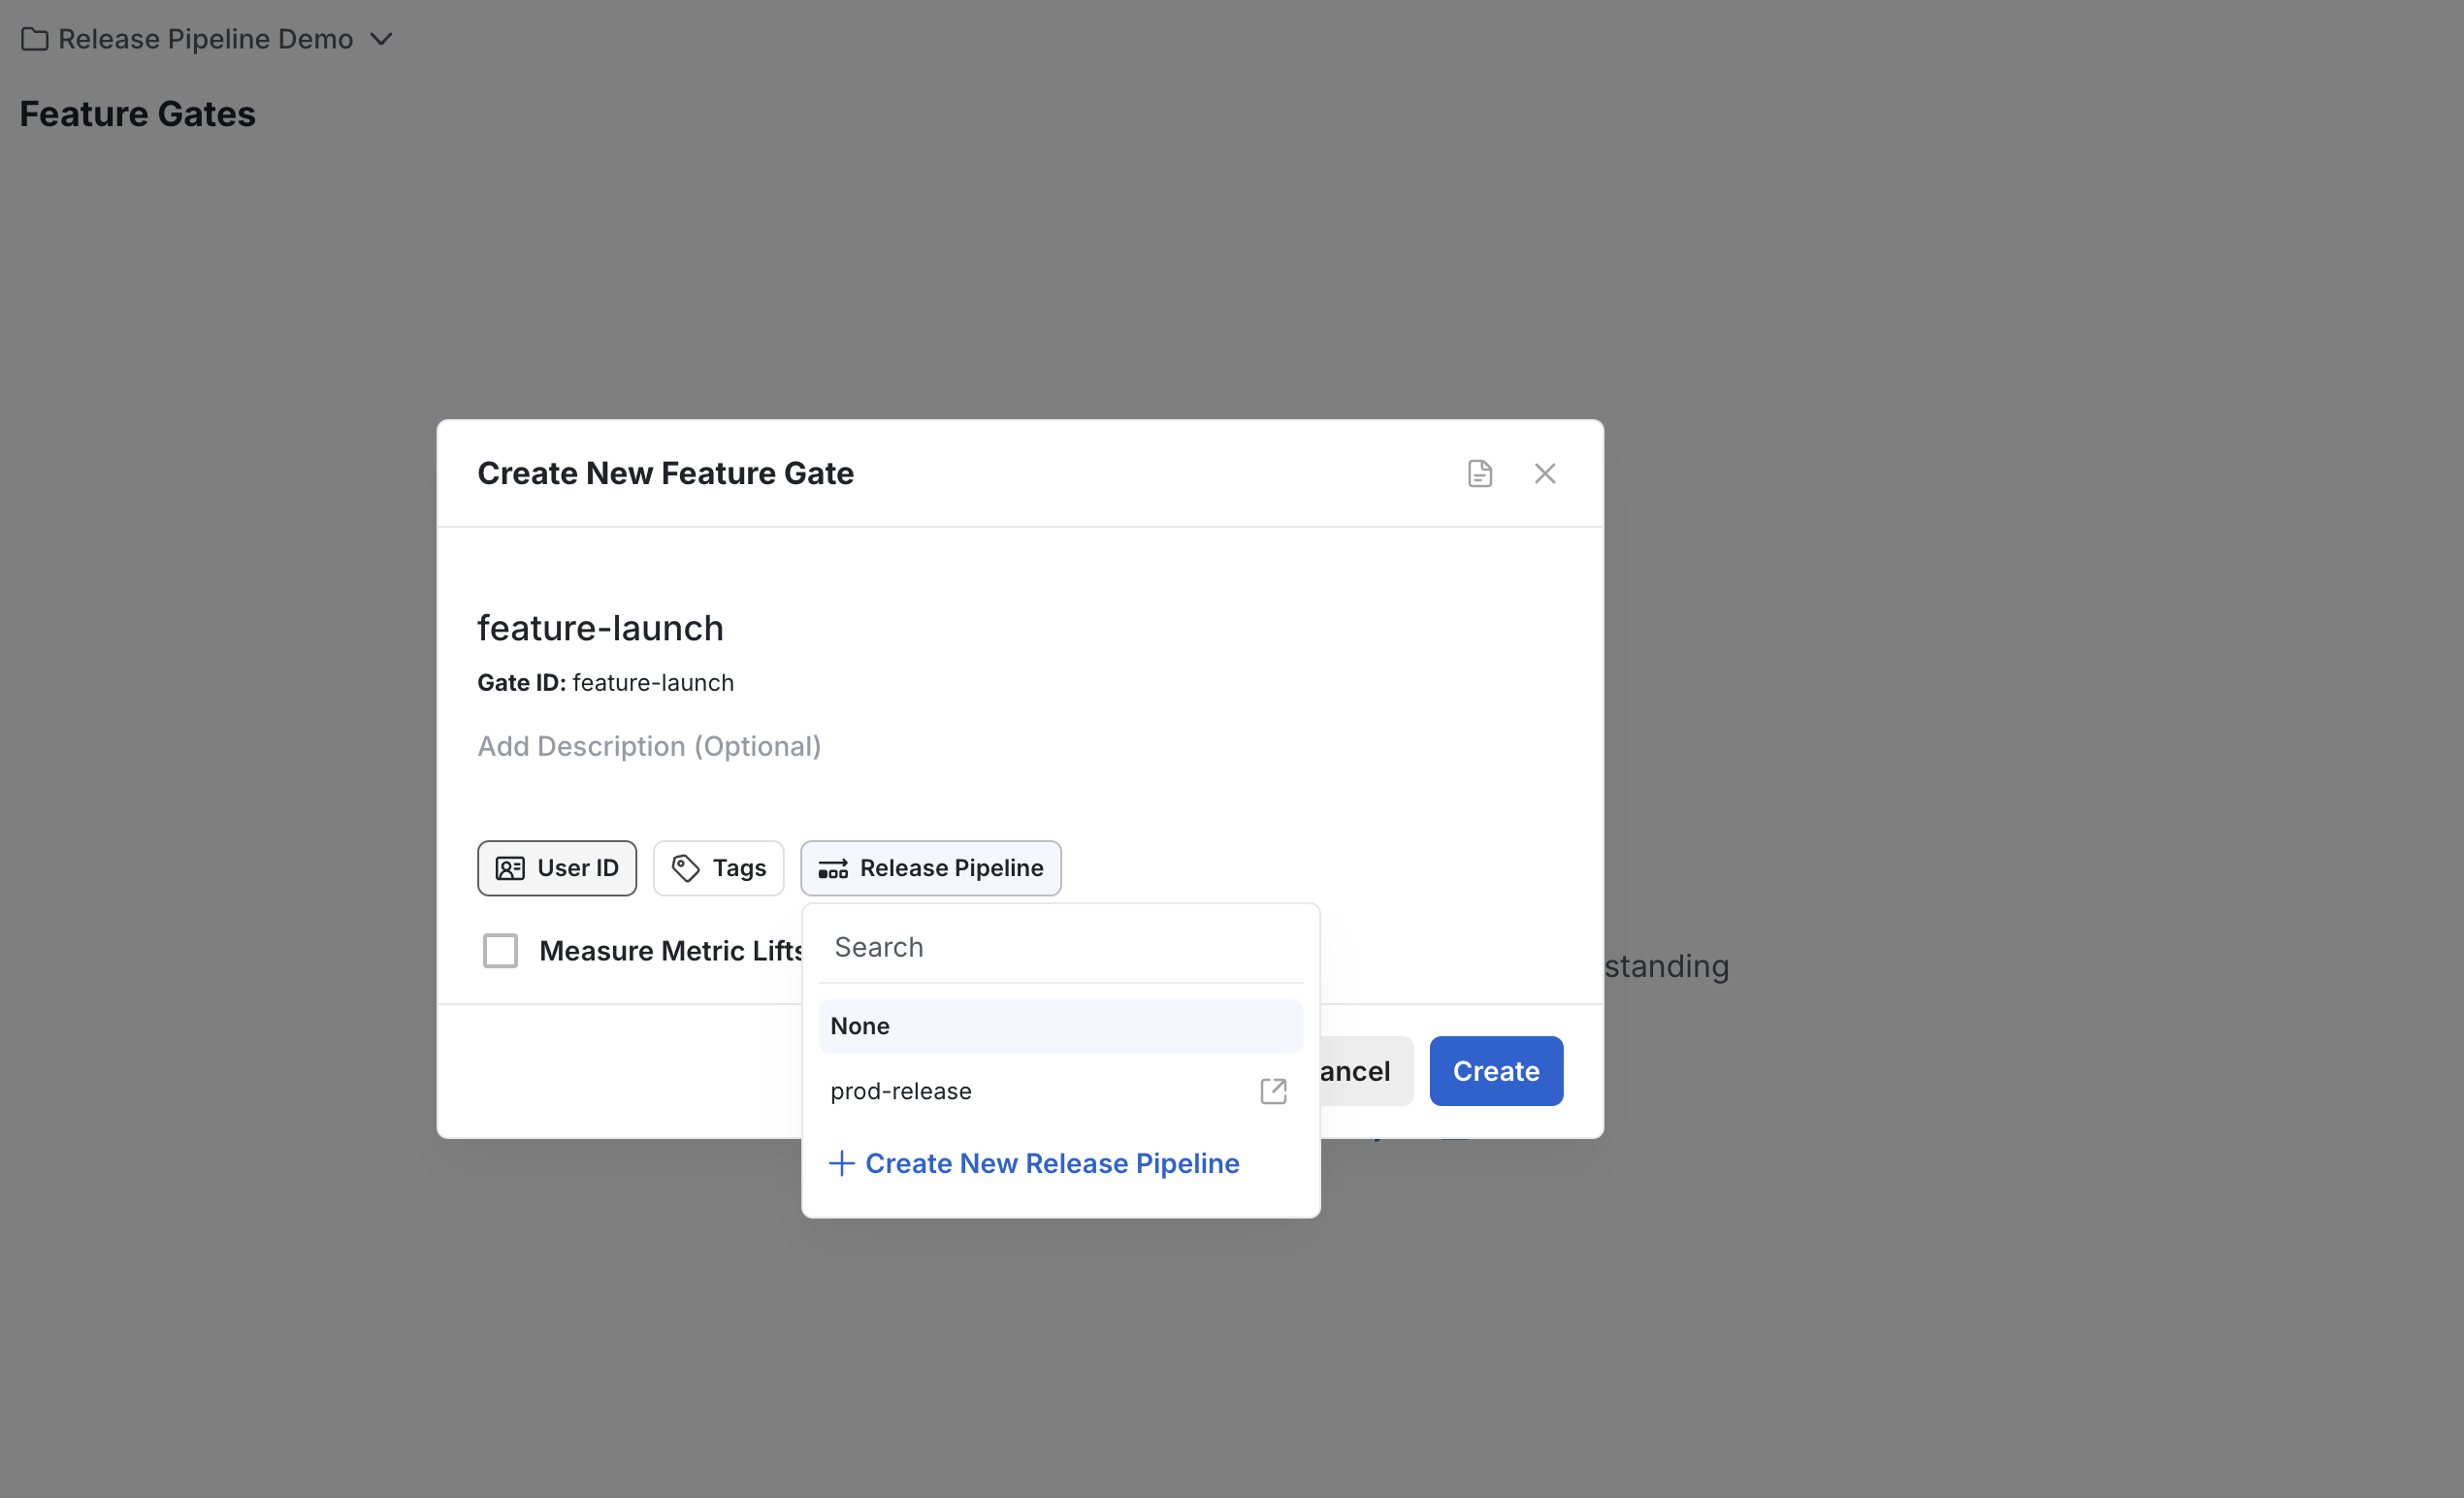 Release Pipeline Demo
Feature Gates
Create New Feature Gate
feature-launch
Gate ID: feature-launch
Add Description (Optional)
User ID
Tags
Release Pipeline
Measure Metric Lifts
Search
None
prod-release
Create New Release Pipeline
ancel
Create
standing